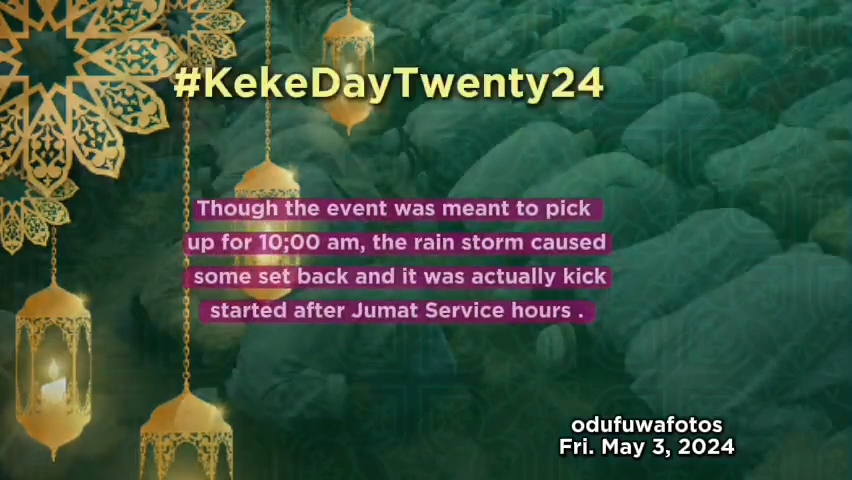 #KekeDayTwenty24
Though the event was meant to pick
up for 10;00 am, the rain storm caused
some set back and it was actually kick
started after Jumat Service hours .
odufuwafotos
Fri. May 3, 2024